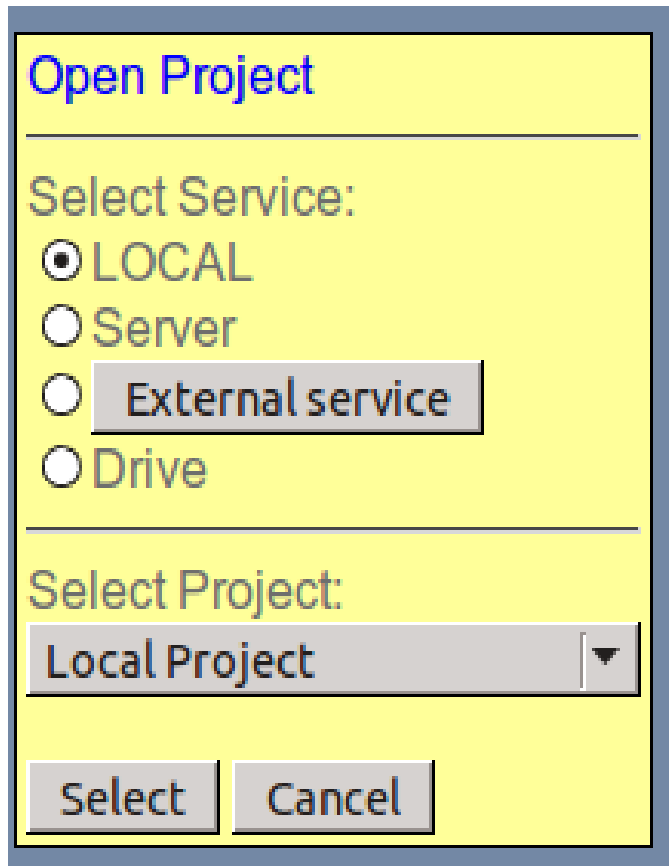 Open Project
Select Service:
LOCAL
Server
External service
Drive
Select Project:
Local Project
Select Cancel